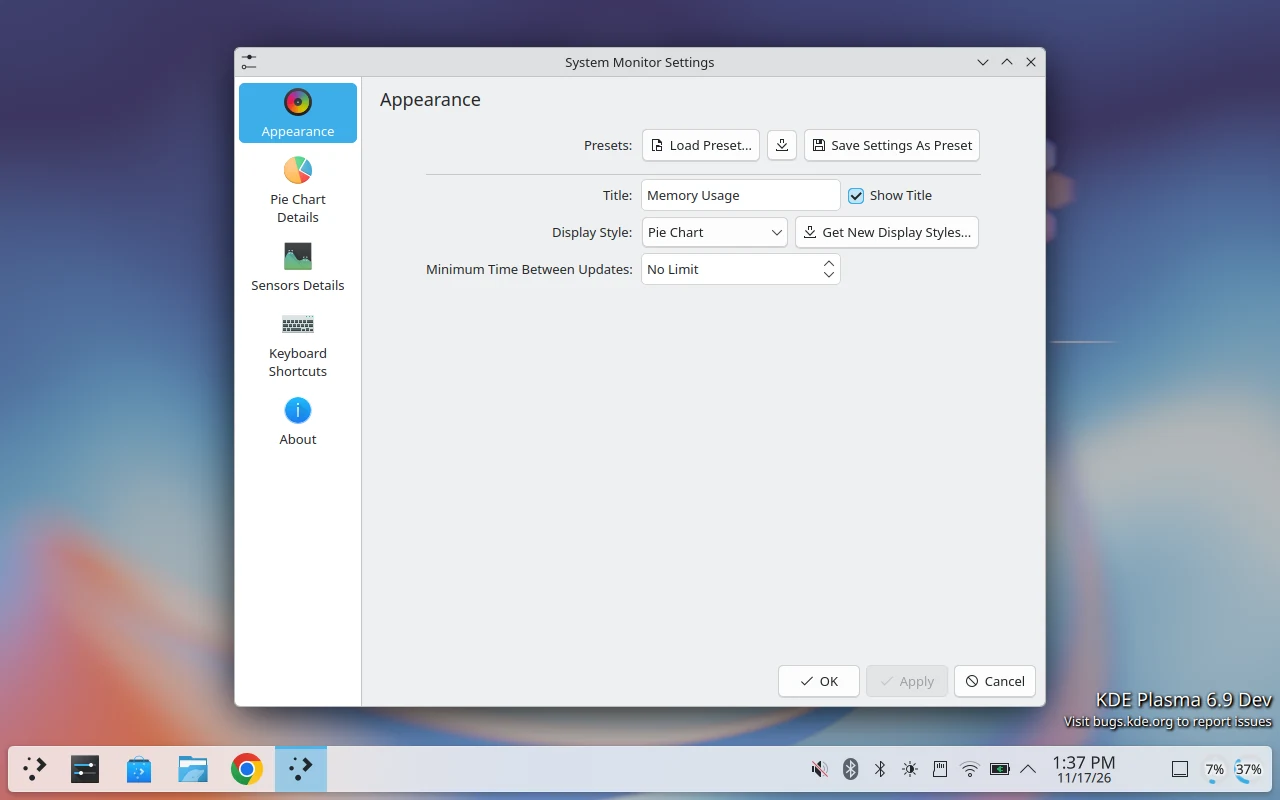 System Monitor Settings
Appearance
Pie Chart
Details
Sensors Details
Keyboard
Shortcuts
About
Appearance
Presets: Load Preset... Save Settings As Preset
Title: Memory Usage Show Title
Display Style: Pie Chart Get New Display Styles...
Minimum Time Between Updates: No Limit
OK Apply Cancel
KDE Plasma 6.9 Dev
Visit bugs.kde.org to report issues
1:37 PM
11/17/26
7% 37%